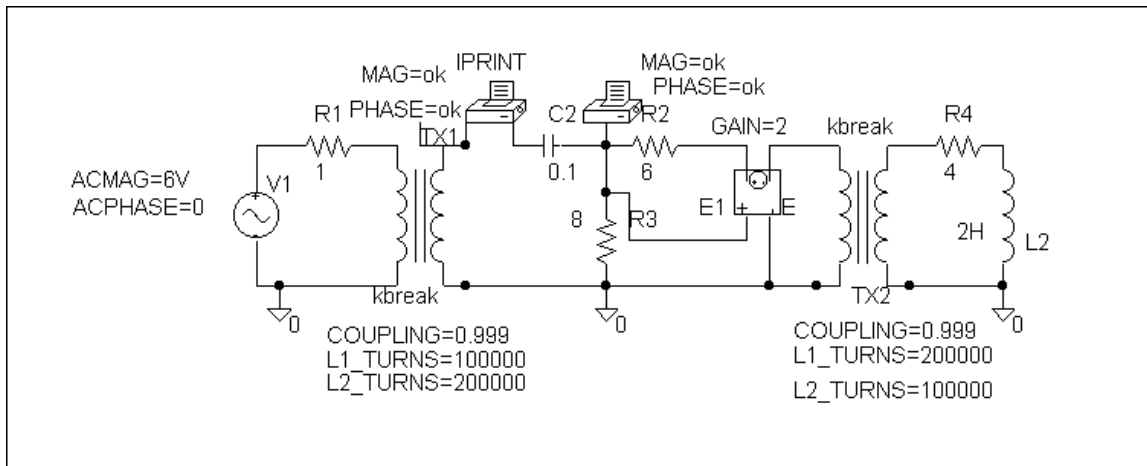 IPRINT
MAG=ok
MAG=ok
PHASE=ok
R1
PHASE=ok
TX1
C2
R2
GAIN=2
kbreak
R4
1
0.1
6
4
ACMAG=6V
ACPHASE=0
V1
8
R3
E1
+
-
E
2H
L2
kbreak
TX2
0
0
0
COUPLING=0.999
L1_TURNS=100000
L2_TURNS=200000
COUPLING=0.999
L1_TURNS=200000
L2_TURNS=100000